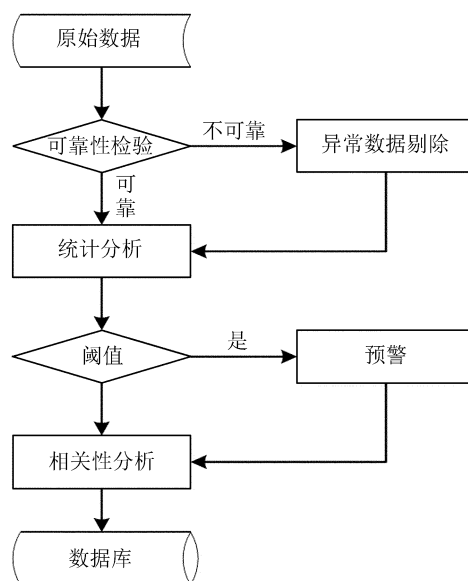 原始数据
可靠性检验
不可靠
异常数据剔除
可
靠
统计分析
阈值
是
预警
相关性分析
数据库